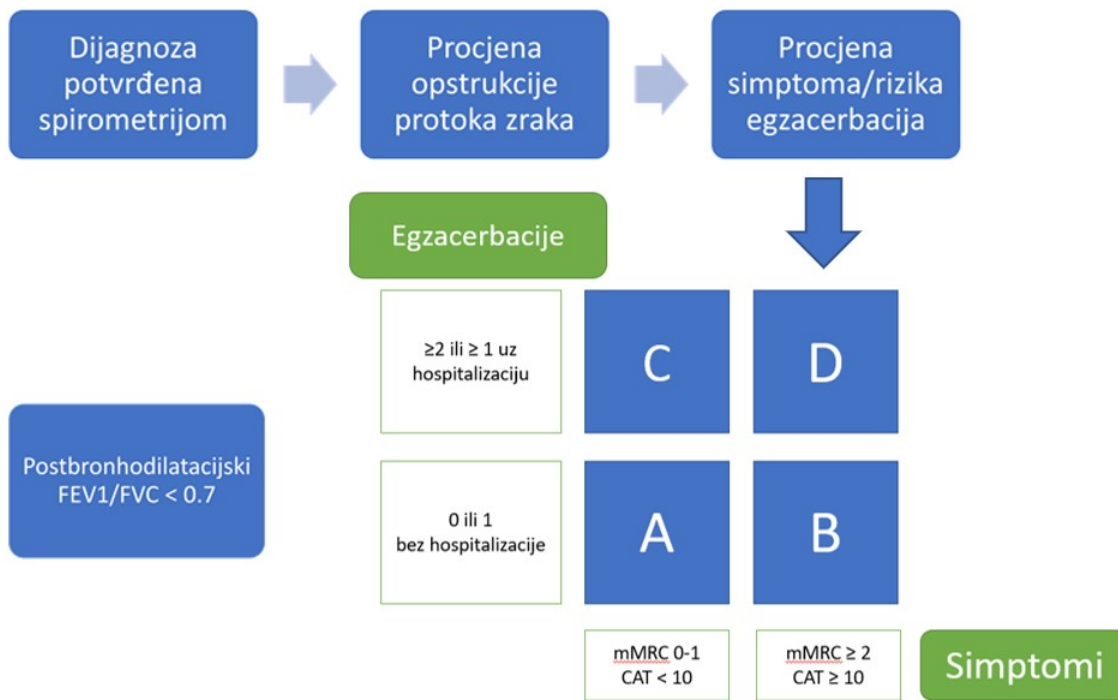 Dijagnoza
potvrđena
spirometrijom
Procjena
opstrukcije
protoka zraka
Procjena
simptoma/rizika
egzacerbacija
Egzacerbacije
≥2 ili ≥ 1 uz
hospitalizaciju
C
D
Postbronhodilatacijski
FEV1/FVC < 0.7
0 ili 1
bez hospitalizacije
A
B
mMRC 0-1
CAT < 10
mMRC ≥ 2
CAT ≥ 10
Simptomi